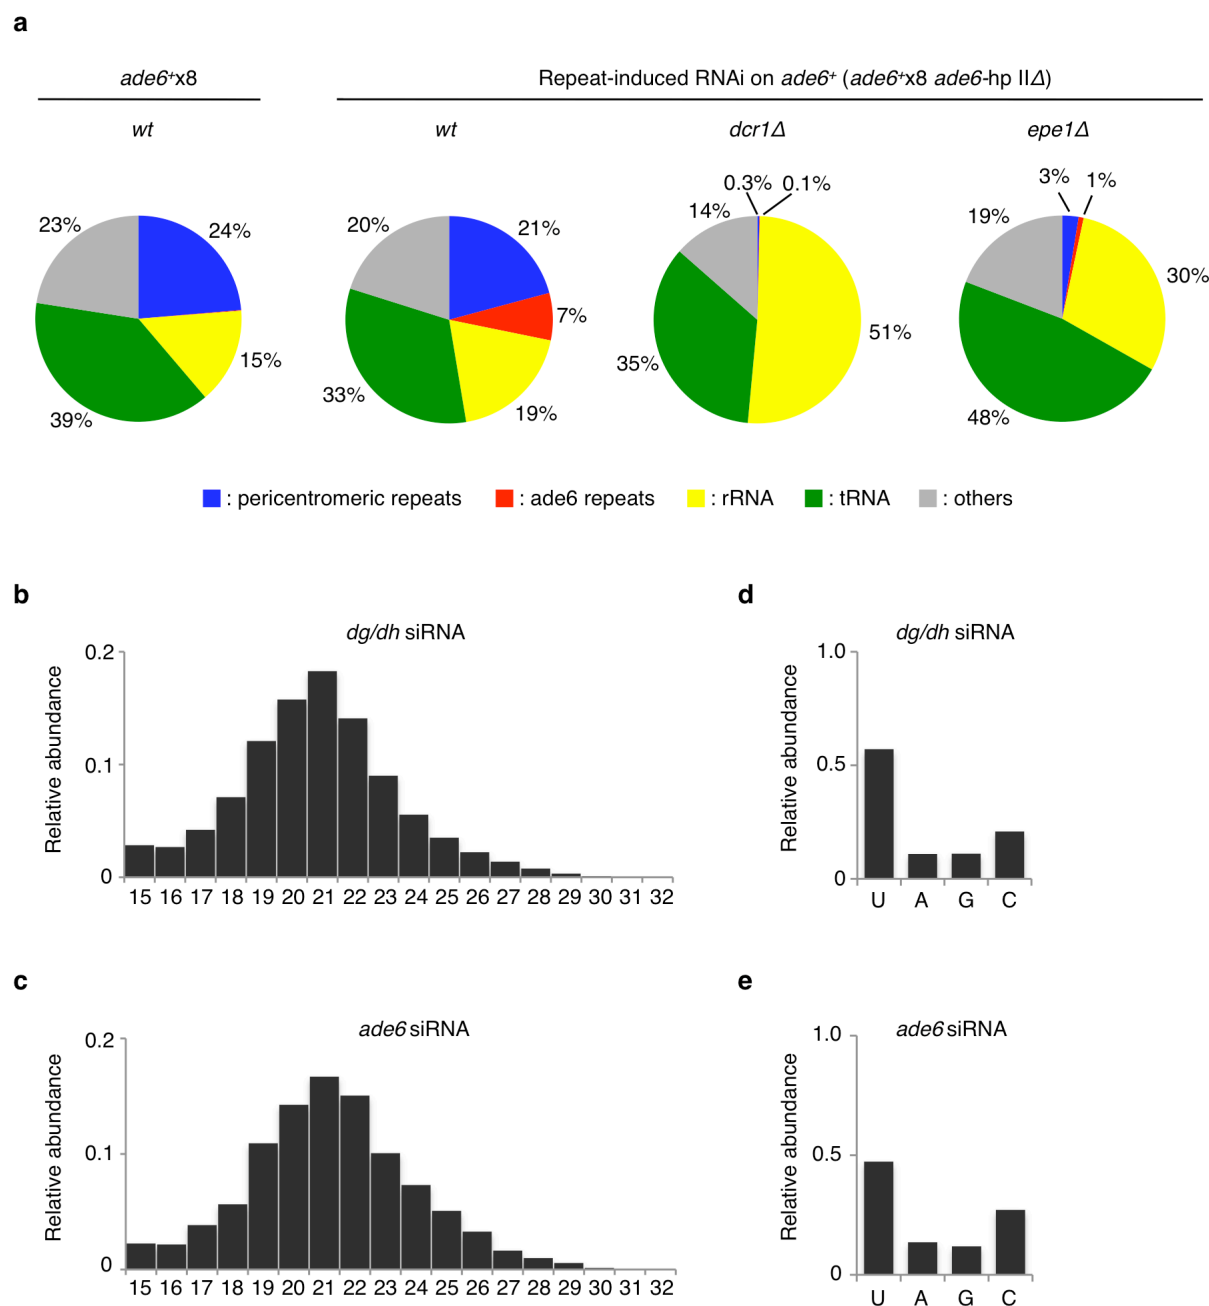 a
ade6+x8
Repeat-induced RNAi on ade6+ (ade6+x8 ade6-hp IIΔ)
wt
wt
dcr1Δ
epe1Δ
23%
24%
15%
39%
20%
21%
7%
19%
33%
0.3%
0.1%
14%
51%
35%
3%
1%
19%
30%
48%
: pericentromeric repeats
: ade6 repeats
: rRNA
: tRNA
: others
b
dg/dh siRNA
Relative abundance
0.2
0.1
0
15 16 17 18 19 20 21 22 23 24 25 26 27 28 29 30 31 32
d
dg/dh siRNA
Relative abundance
1.0
0.5
0
U A G C
c
ade6 siRNA
Relative abundance
0.2
0.1
0
15 16 17 18 19 20 21 22 23 24 25 26 27 28 29 30 31 32
e
ade6 siRNA
Relative abundance
1.0
0.5
0
U A G C